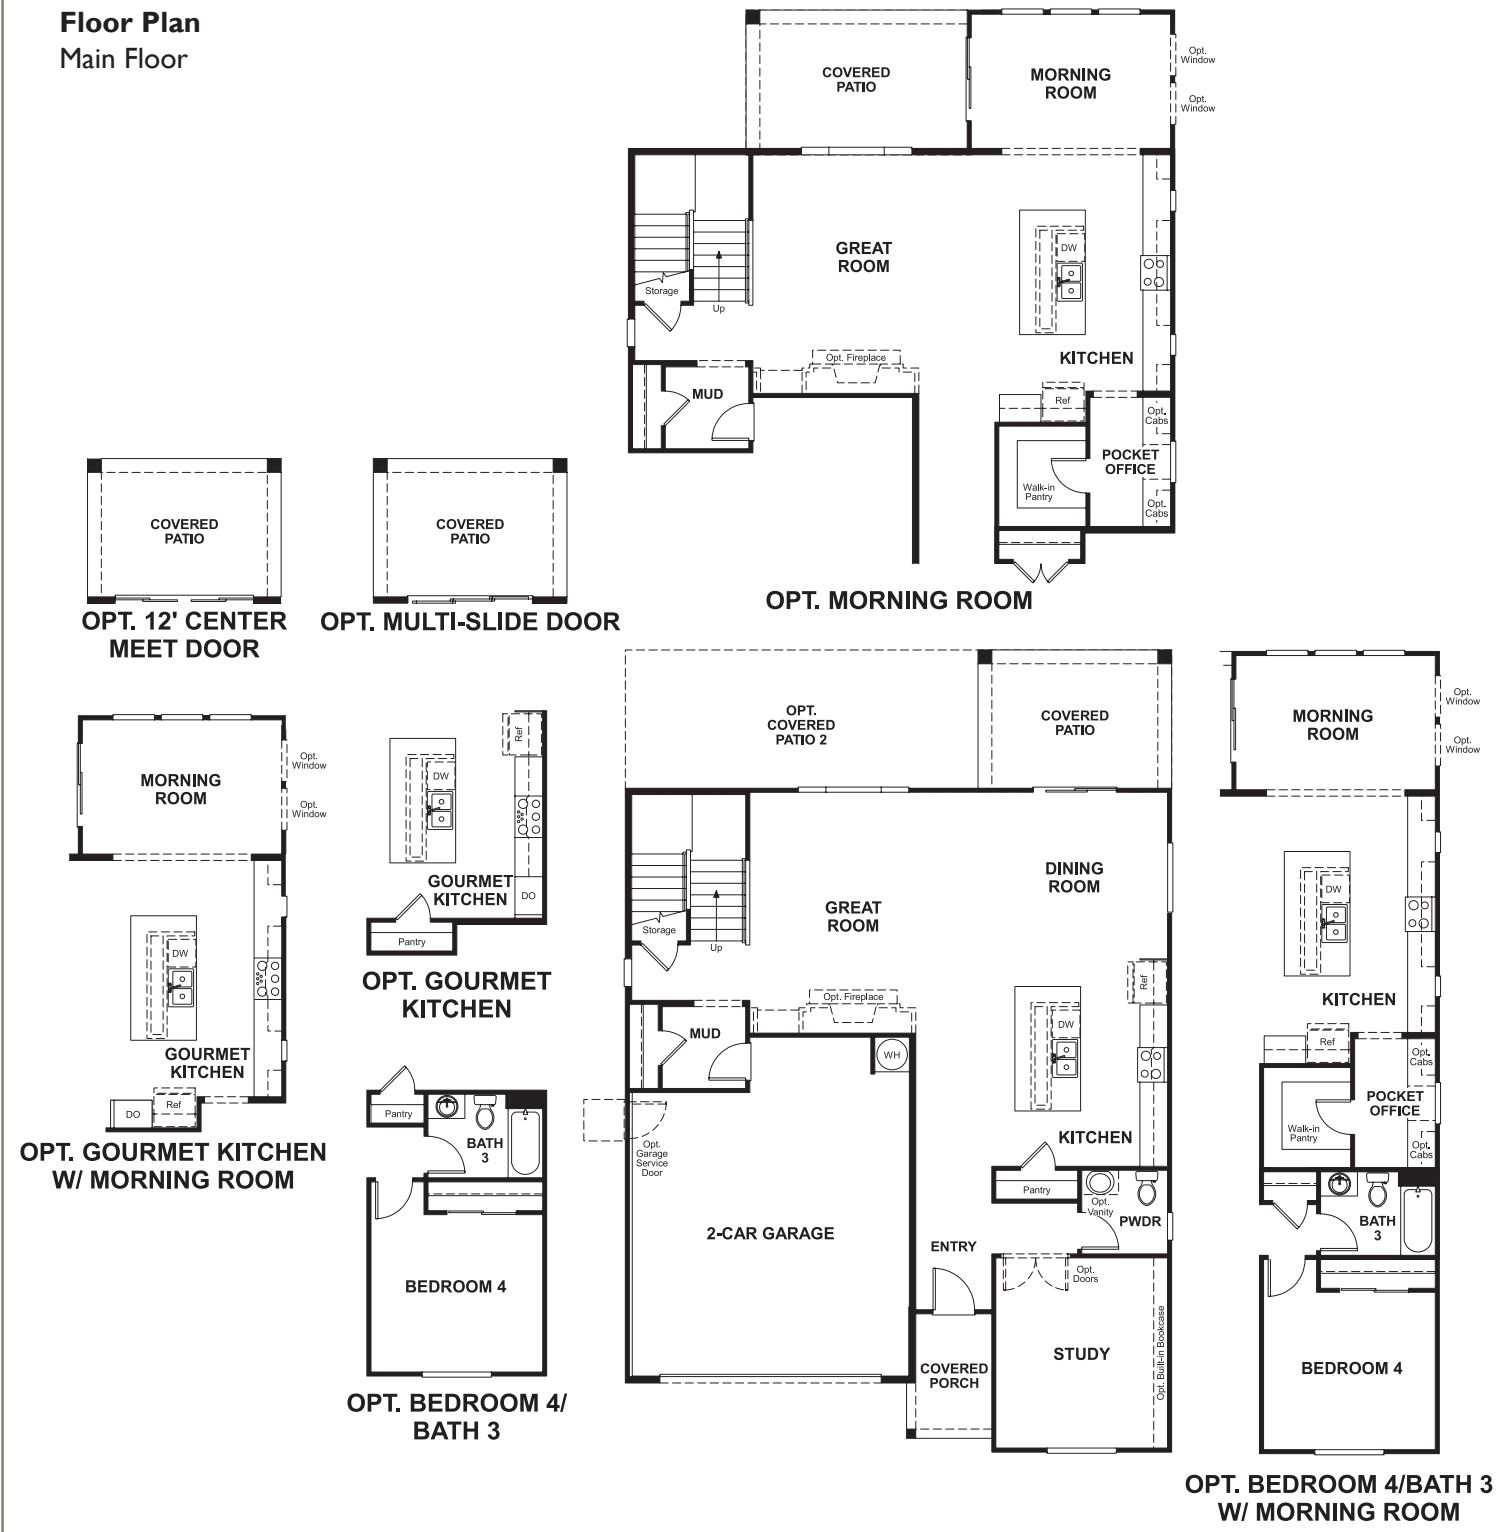 Floor Plan
Main Floor
COVERED
PATIO
MORNING
ROOM
Opt.
Window
Opt.
Window
GREAT
ROOM
DW
Storage
Up
KITCHEN
Opt. Fireplace
MUD
Ref
Opt.
Cabs
POCKET
OFFICE
Walk-in
Pantry
Opt.
Cabs
OPT. MORNING ROOM
COVERED
PATIO
OPT. 12' CENTER
MEET DOOR
COVERED
PATIO
OPT. MULTI-SLIDE DOOR
MORNING
ROOM
Opt.
Window
Opt.
Window
DW
GOURMET
KITCHEN
DO
Ref
OPT. GOURMET KITCHEN
W/ MORNING ROOM
Ref
DW
GOURMET
KITCHEN
DO
Pantry
OPT. GOURMET
KITCHEN
Pantry
BATH
3
BEDROOM 4
OPT. BEDROOM 4/
BATH 3
OPT.
COVERED
PATIO 2
COVERED
PATIO
DINING
ROOM
GREAT
ROOM
Storage
Up
Ref
Opt. Fireplace
DW
MUD
WH
KITCHEN
Opt.
Garage
Service
Door
Pantry
Opt.
Vanity
PWDR
2-CAR GARAGE
ENTRY
Opt.
Doors
STUDY
Opt. Built-in Bookcase
COVERED
PORCH
MORNING
ROOM
Opt.
Window
Opt.
Window
DW
KITCHEN
Ref
Opt.
Cabs
POCKET
OFFICE
Walk-in
Pantry
Opt.
Cabs
BATH
3
BEDROOM 4
OPT. BEDROOM 4/BATH 3
W/ MORNING ROOM